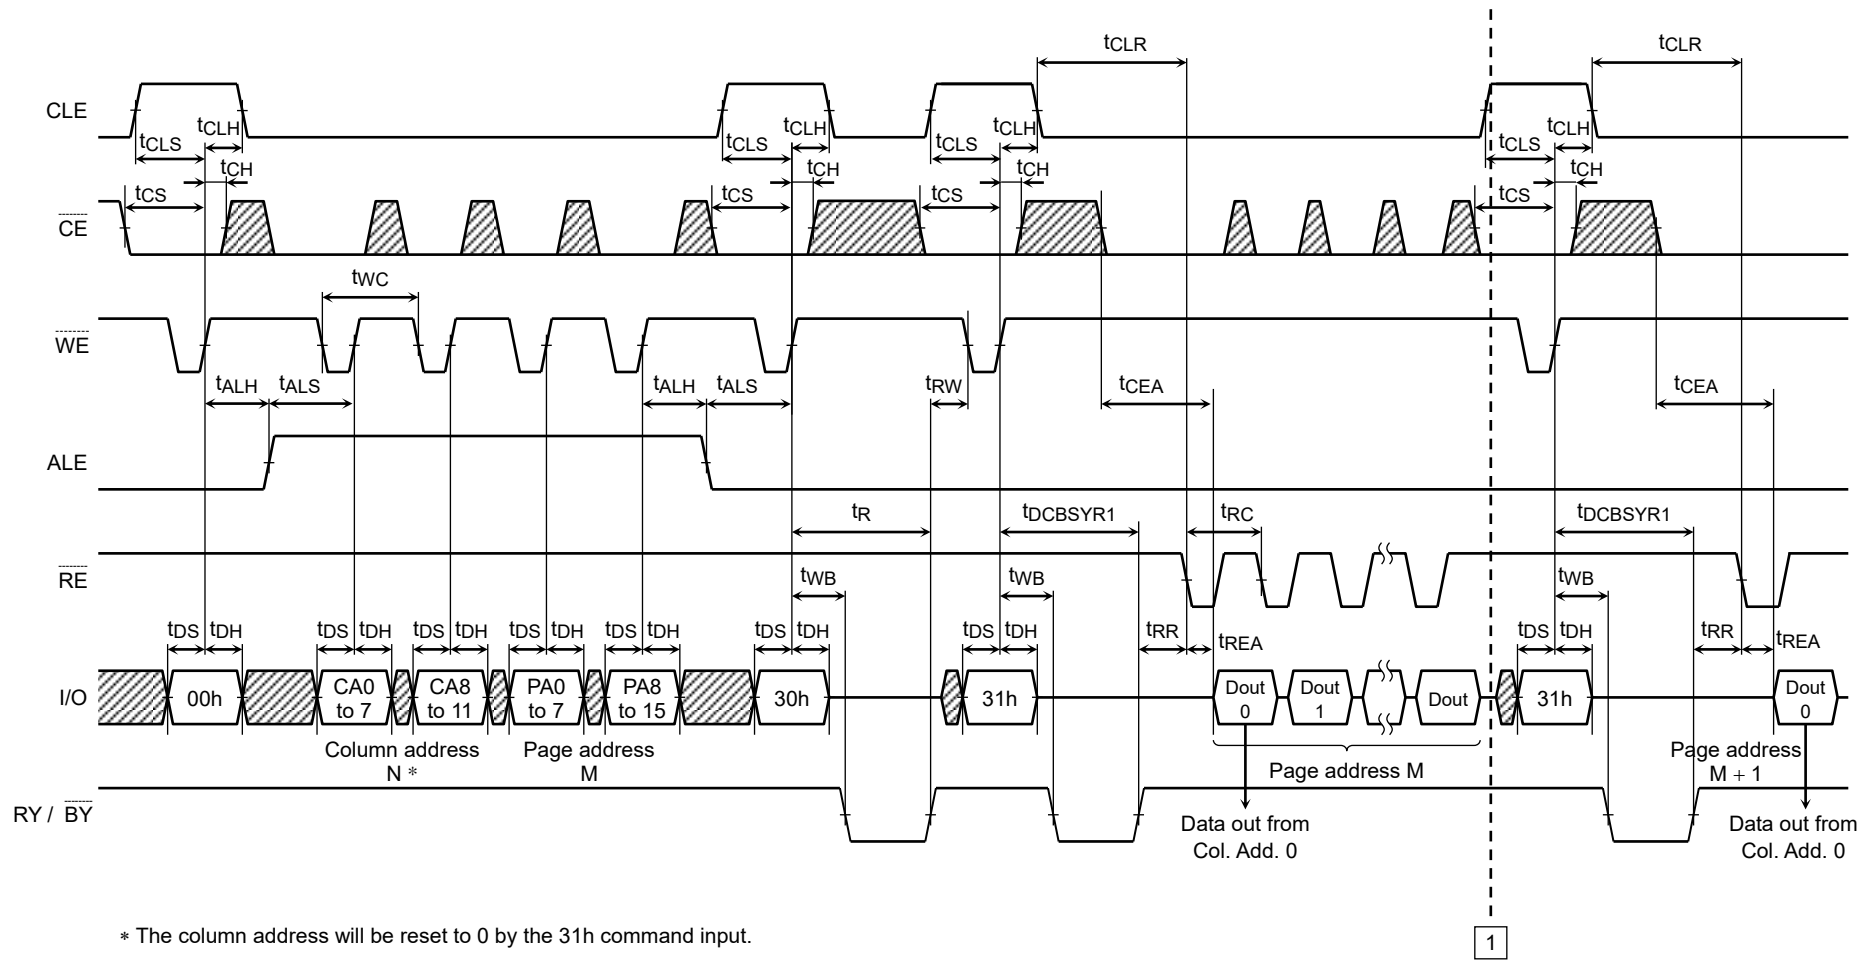 tCLR tCLR
CLE
tCLS tCLH tCLS tCLH tCLS tCLH tCLS tCLH
tCH tCH tCH tCH
tCS tCS tCS tCS
CE
tWC
WE
tALH tALS tALH tALS tRW tCEA tCEA
ALE
tR tDCBSYR1 tRC tDCBSYR1
RE
tWB tWB tWB
tDS tDH tDS tDH tDS tDH tDS tDH tDS tDH tDS tDH tDS tDH tRR tREA tDS tDH tRR tREA
I/O 00h CA0 to 7 CA8 to 11 PA0 to 7 PA8 to 15 30h 31h Dout 0 Dout 1 Dout 31h Dout 0
Column address N *
Page address M
Page address M
Page address M + 1
RY / BY
Data out from Col. Add. 0
Data out from Col. Add. 0
* The column address will be reset to 0 by the 31h command input.
1